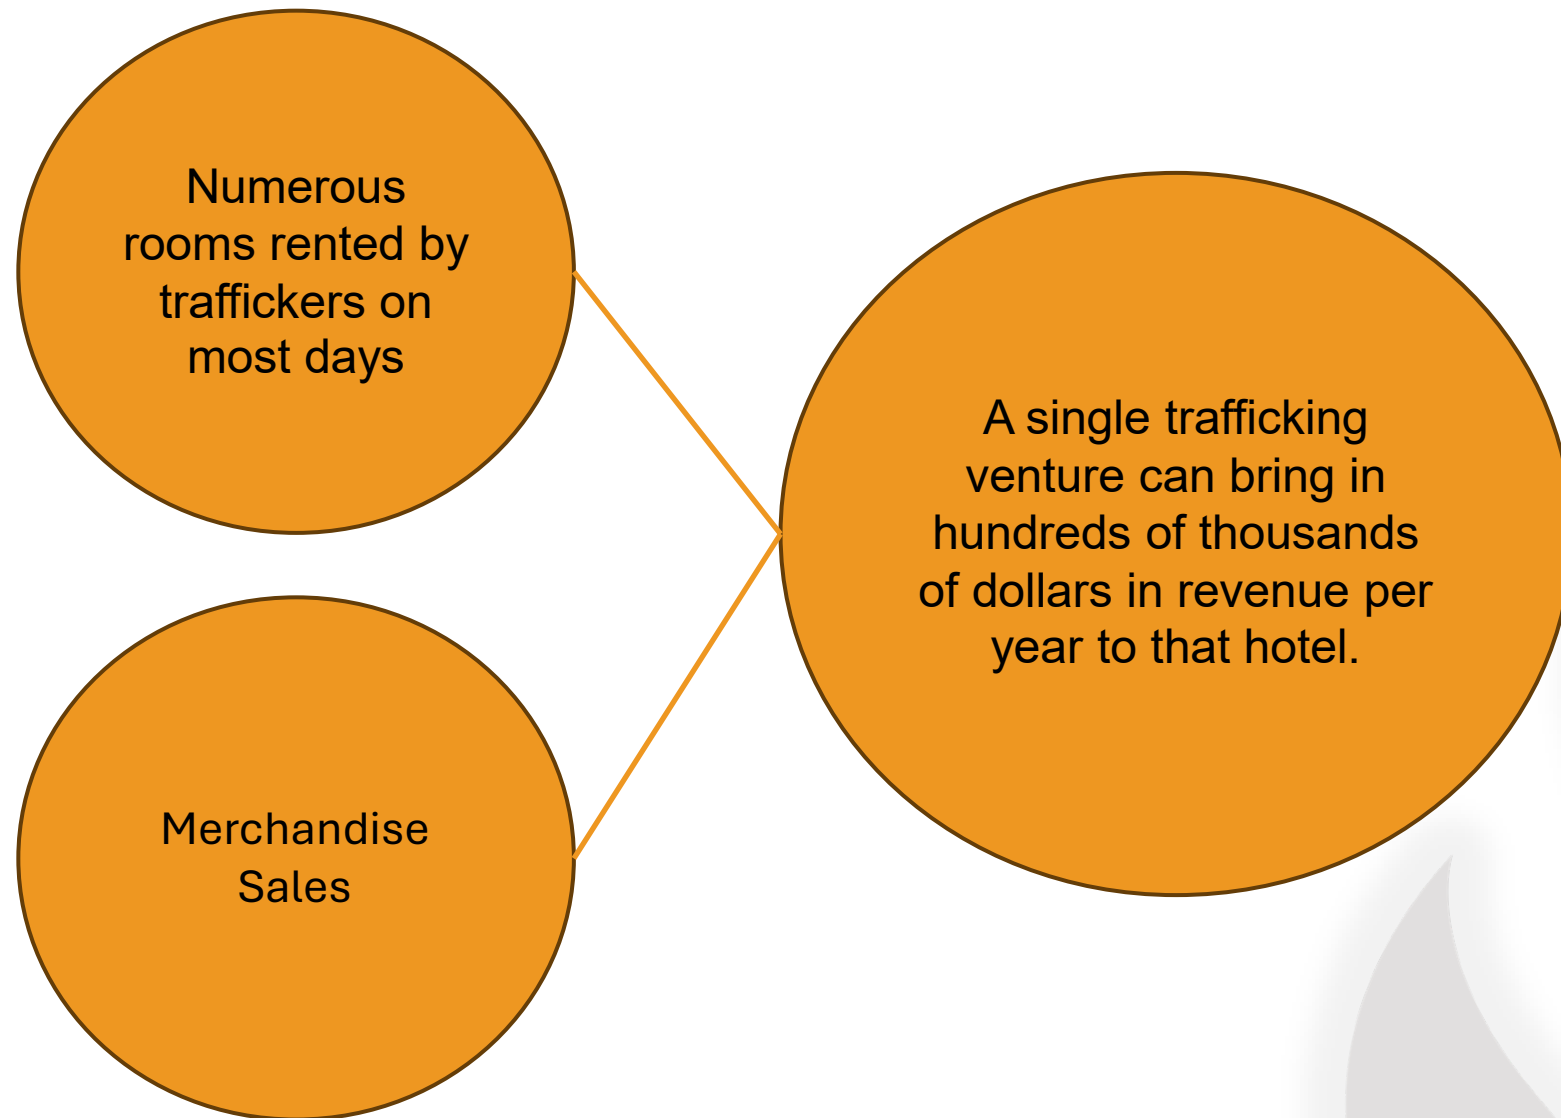 Numerous
rooms rented by
traffickers on
most days
A single trafficking
venture can bring in
hundreds of thousands
of dollars in revenue per
year to that hotel.
Merchandise
Sales